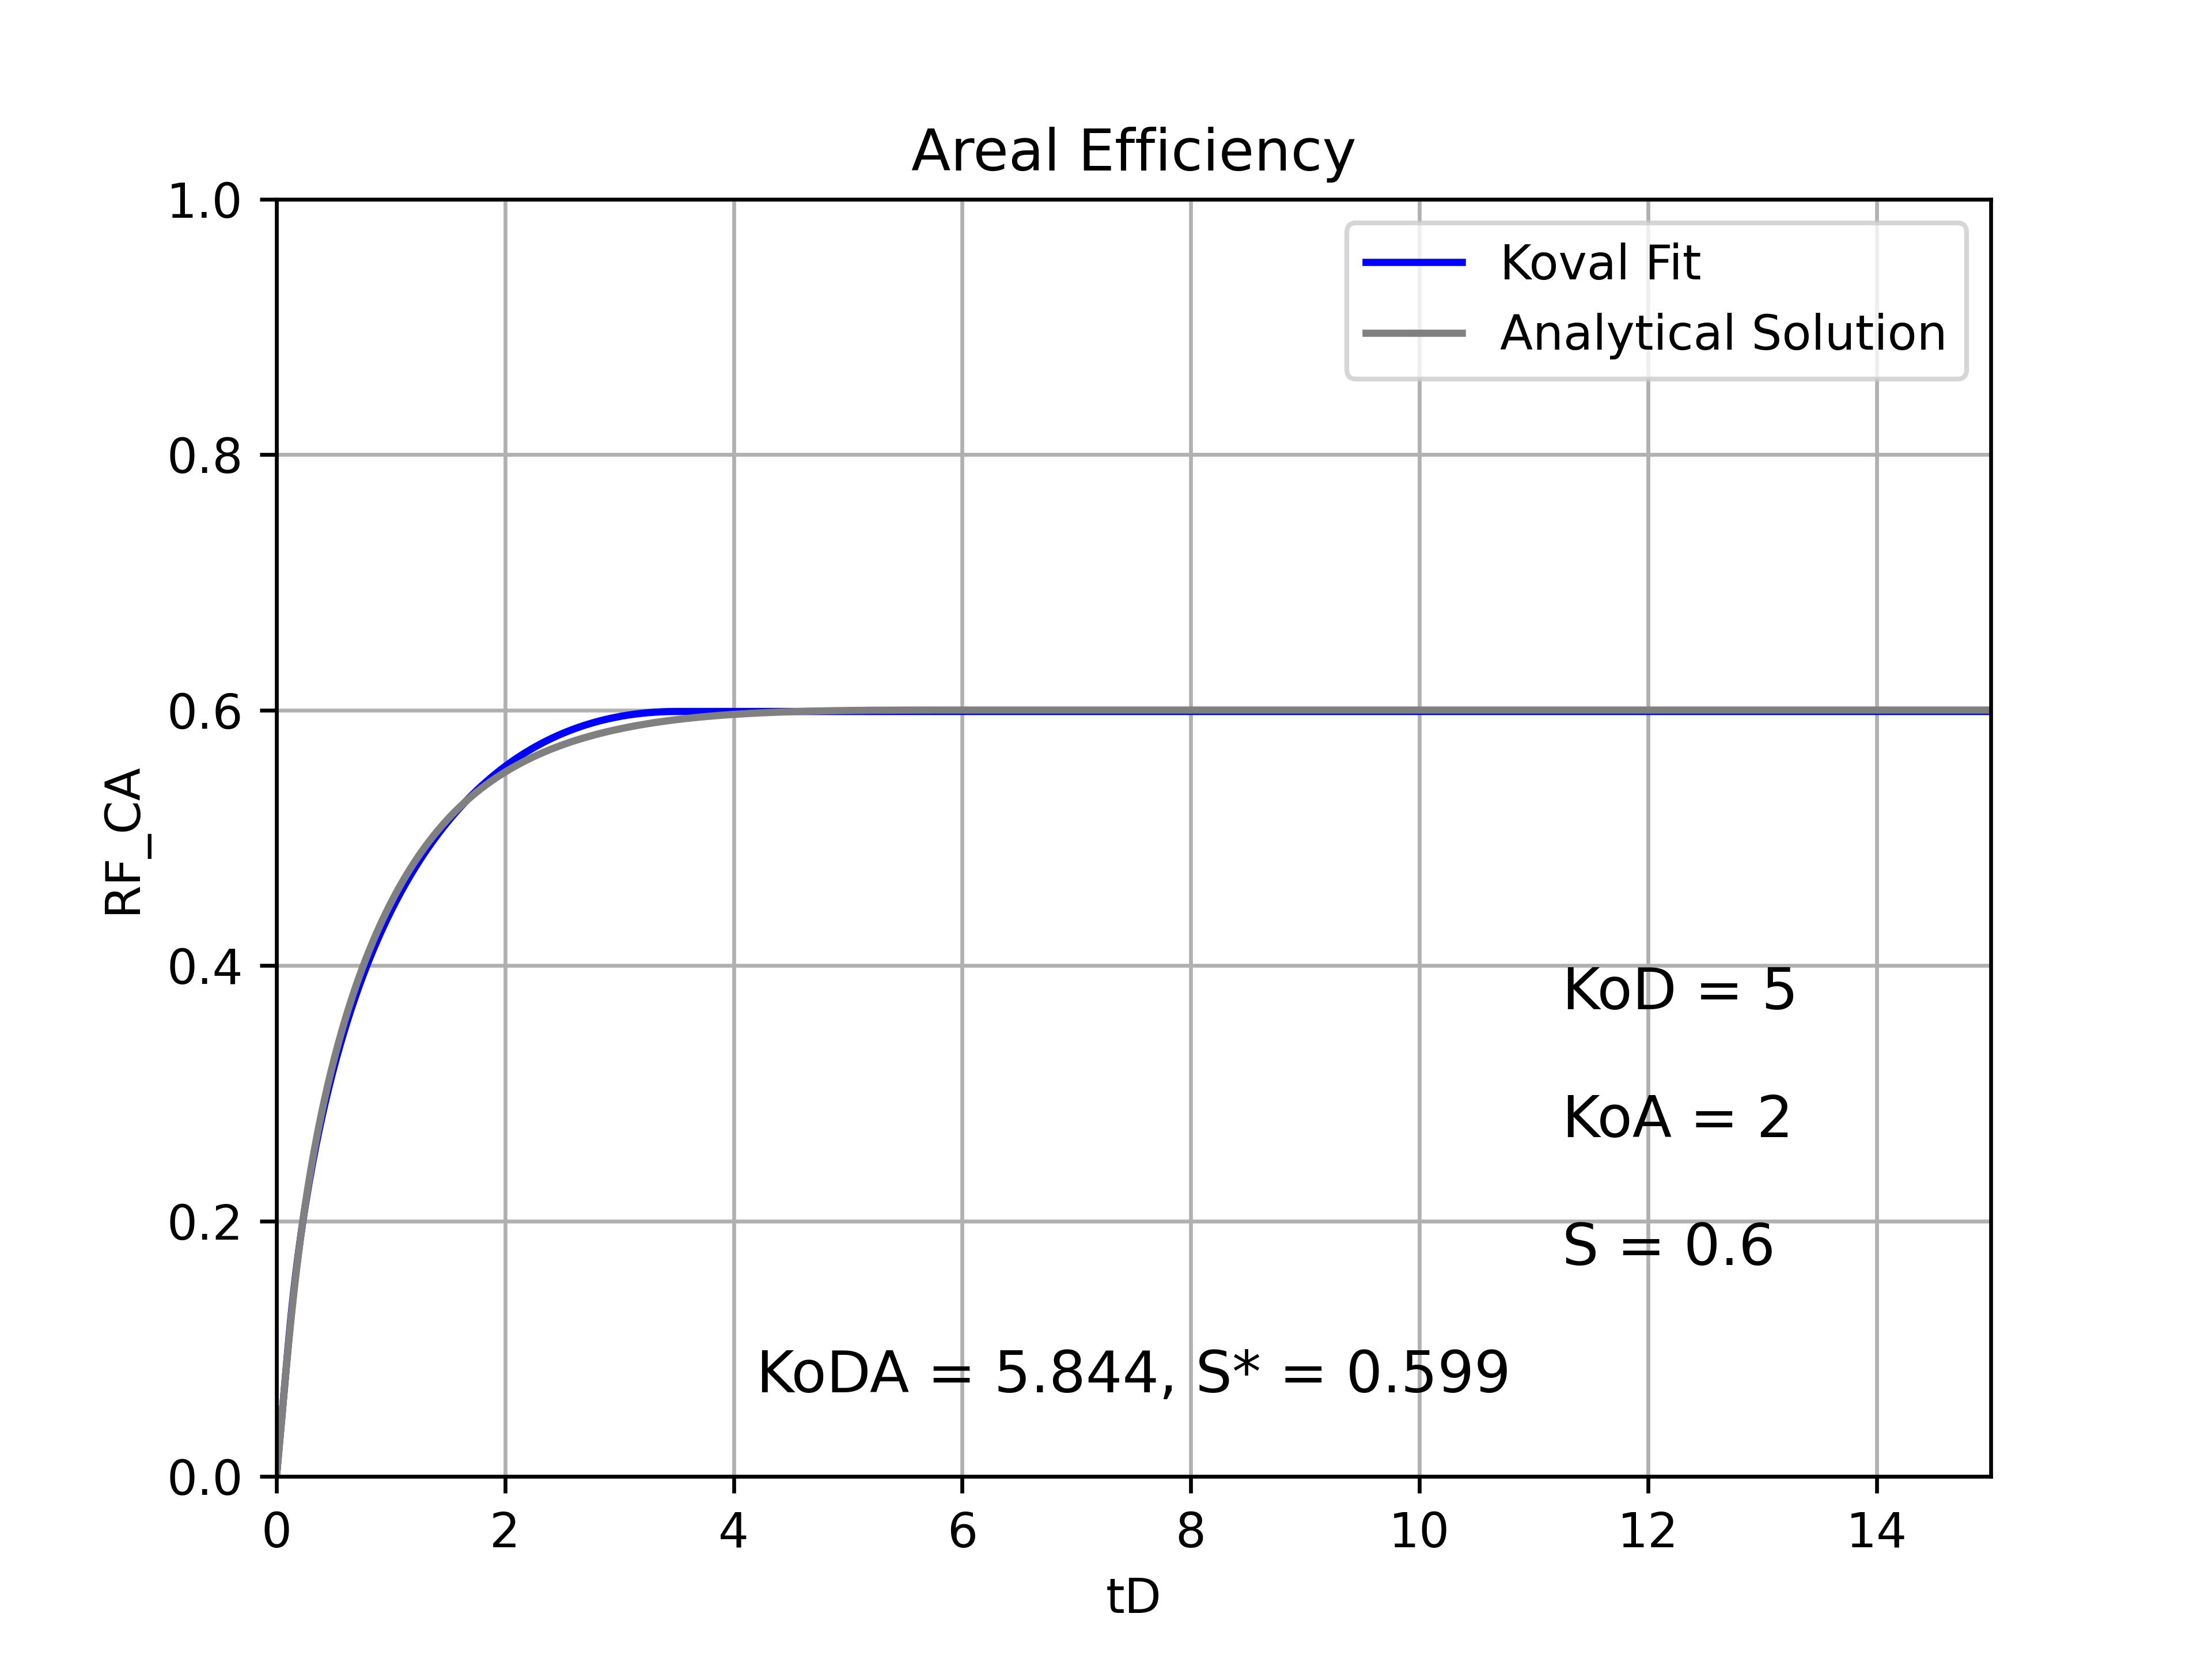 Areal Efficiency
1.0
0.8
0.6
0.4
0.2
0.0
RF_CA
Koval Fit
Analytical Solution
KoD = 5
KoA = 2
S = 0.6
KoDA = 5.844, S* = 0.599
0 2 4 6 8 10 12 14
tD